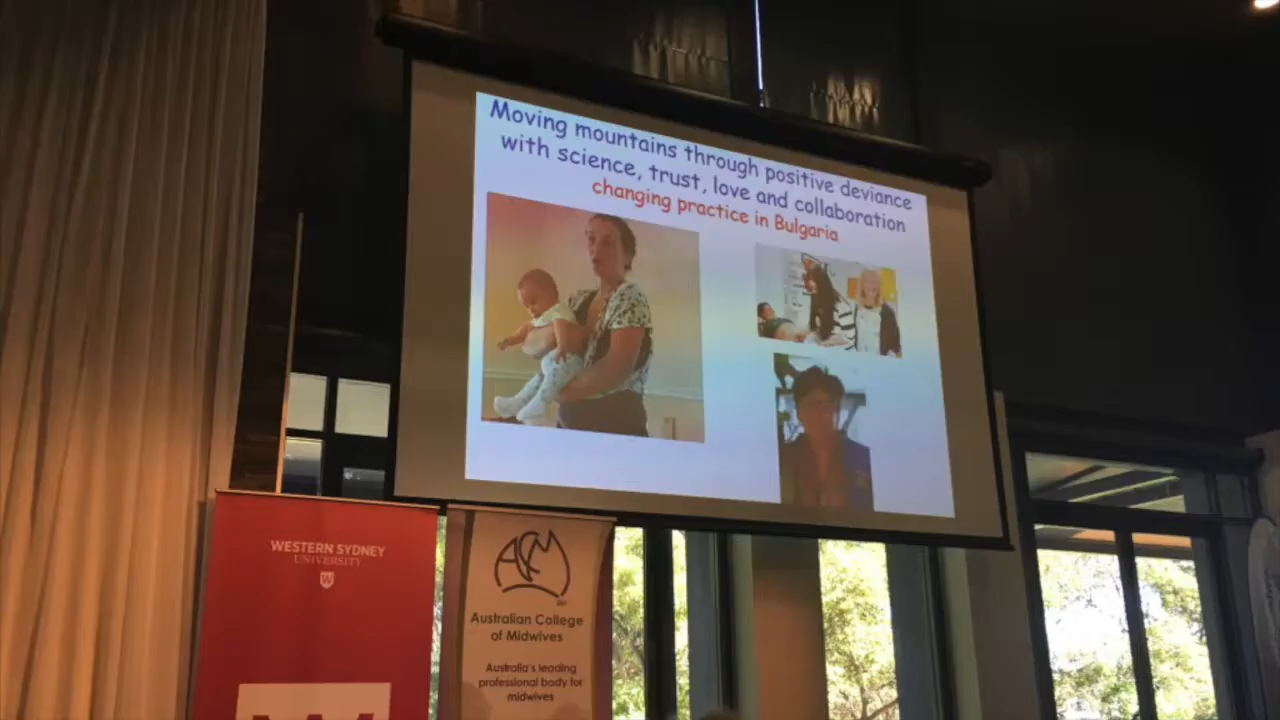 Moving mountains through positive deviance
with science, trust, love and collaboration
changing practice in Bulgaria
WESTERN SYDNEY
UNIVERSITY
W
ACM
Australian College
of Midwives
Australia's leading
professional body for
midwives